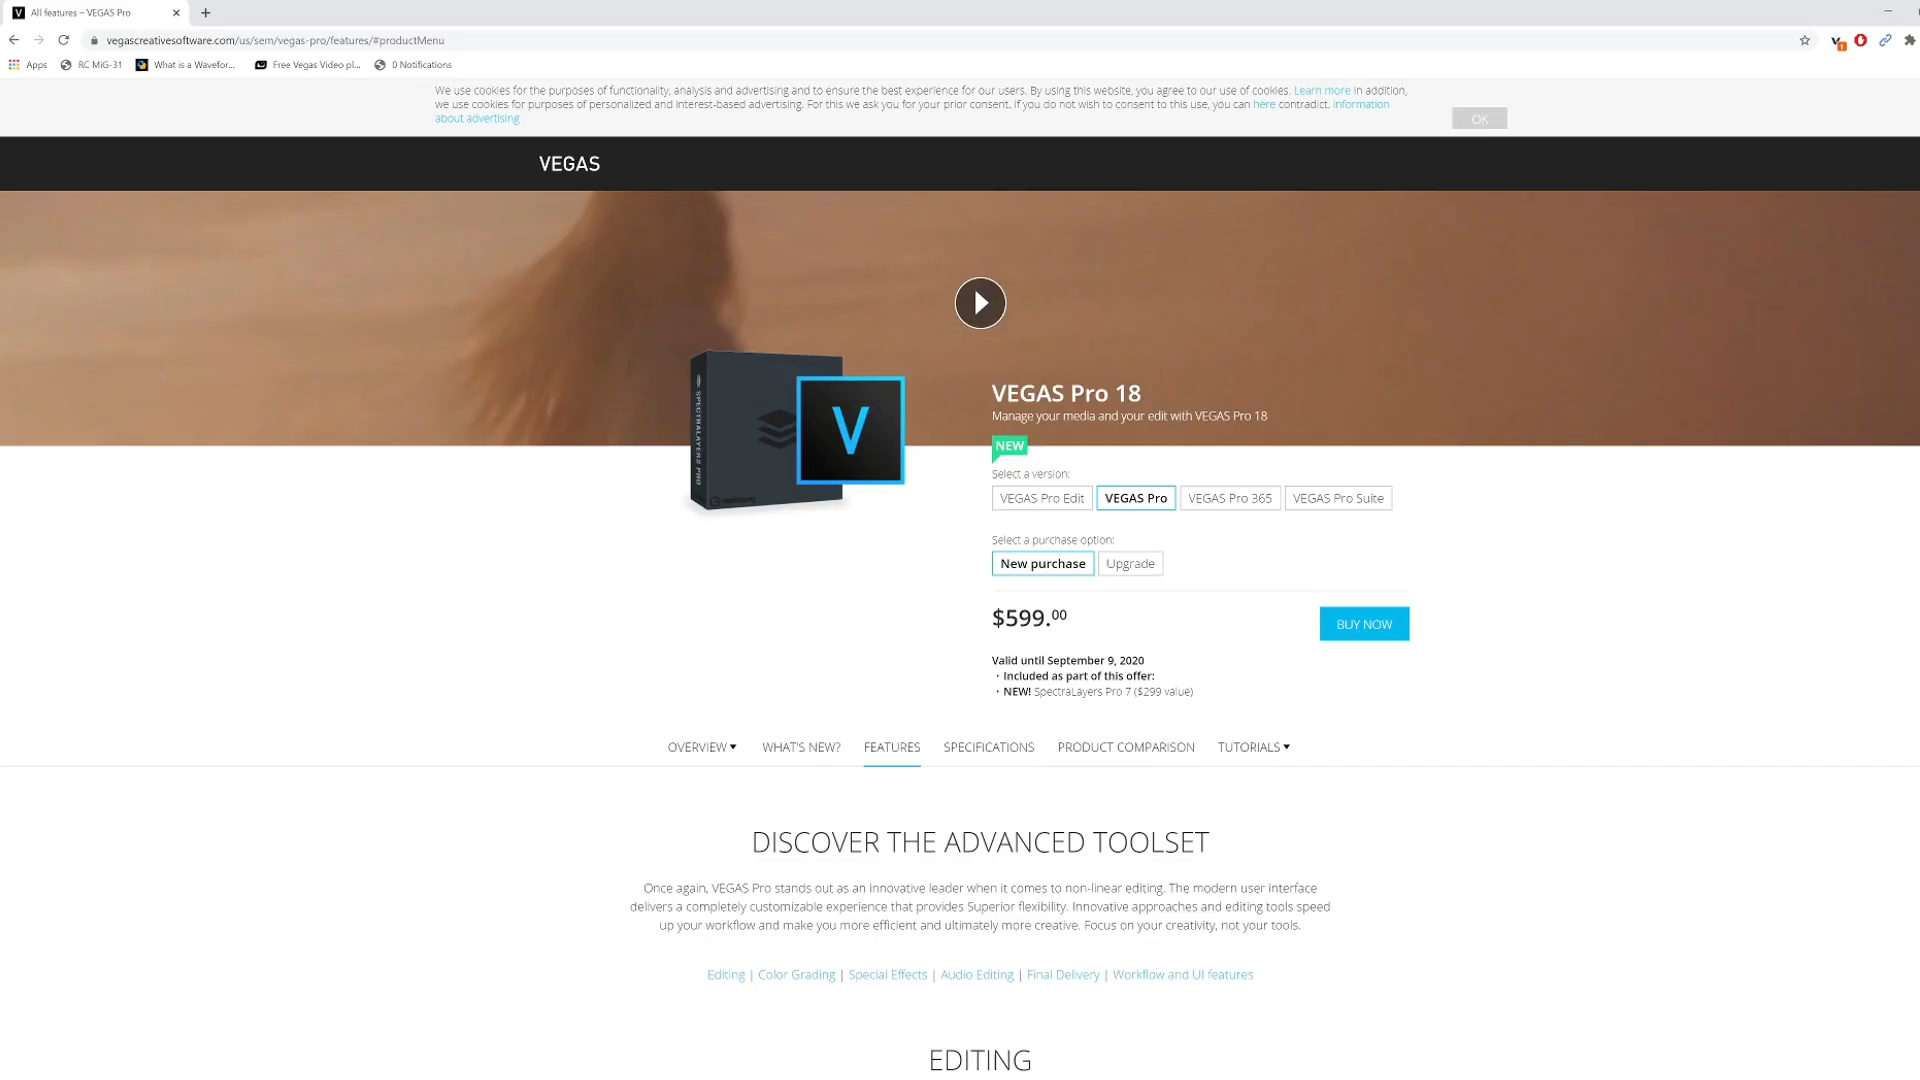 All features – VEGAS Pro
vegascreativesoftware.com/us/sem/vegas-pro/features/#productMenu
Apps RC MiG-31 What is a Wavefor... Free Vegas Video pl... 0 Notifications
We use cookies for the purposes of functionality, analysis and advertising and to ensure the best experience for our users. By using this website, you agree to our use of cookies. Learn more In addition,
we use cookies for purposes of personalized and interest-based advertising. For this we ask you for your prior consent. If you do not wish to consent to this use, you can here contradict. information
about advertising
OK
VEGAS
SPECTRALAYERS PRO
V
VEGAS Pro 18
Manage your media and your edit with VEGAS Pro 18
NEW
Select a version:
VEGAS Pro Edit VEGAS Pro VEGAS Pro 365 VEGAS Pro Suite
Select a purchase option:
New purchase Upgrade
$599.00
BUY NOW
Valid until September 9, 2020
· Included as part of this offer:
· NEW! SpectraLayers Pro 7 ($299 value)
OVERVIEW WHAT'S NEW? FEATURES SPECIFICATIONS PRODUCT COMPARISON TUTORIALS
DISCOVER THE ADVANCED TOOLSET
Once again, VEGAS Pro stands out as an innovative leader when it comes to non-linear editing. The modern user interface
delivers a completely customizable experience that provides Superior flexibility. Innovative approaches and editing tools speed
up your workflow and make you more efficient and ultimately more creative. Focus on your creativity, not your tools.
Editing | Color Grading | Special Effects | Audio Editing | Final Delivery | Workflow and UI features
EDITING